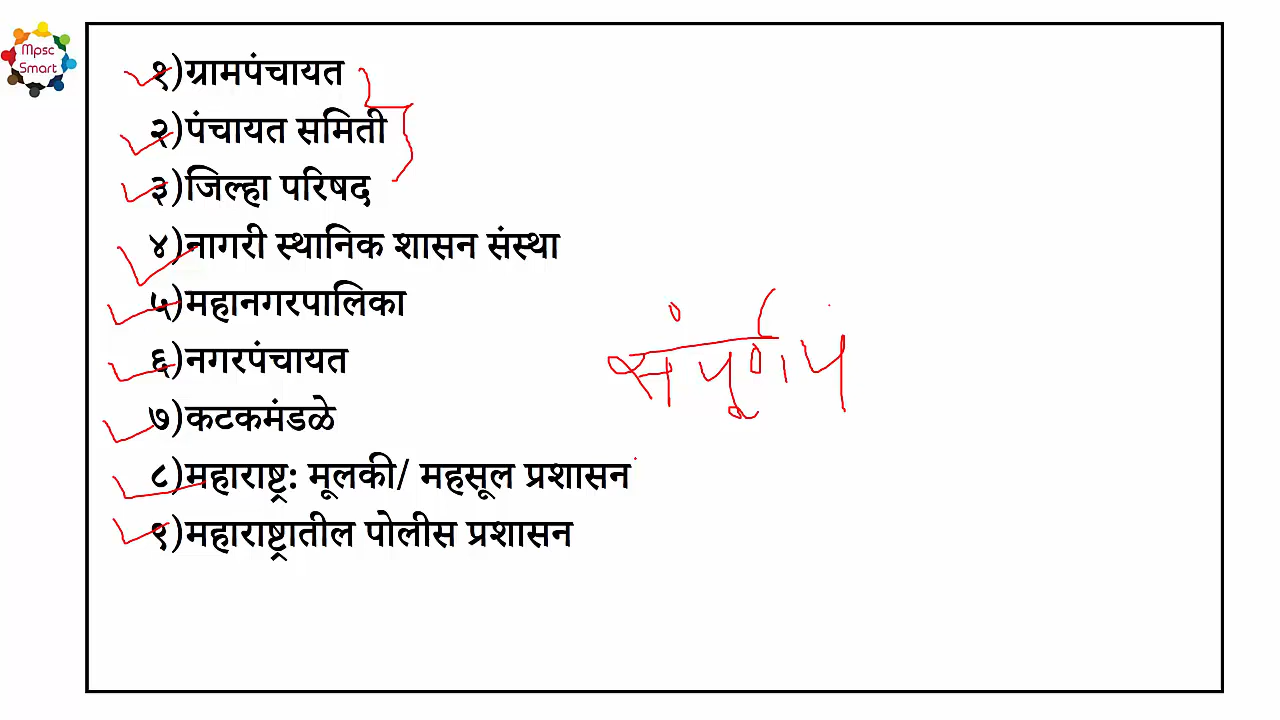 Mpsc
Smart
१)ग्रामपंचायत
२)पंचायत समिती
३)जिल्हा परिषद
४)नागरी स्थानिक शासन संस्था
५)महानगरपालिका
६)नगरपंचायत
७)कटकमंडळे
८)महाराष्ट्र: मूलकी/ महसूल प्रशासन
९)महाराष्ट्रातील पोलीस प्रशासन
संपूर्ण